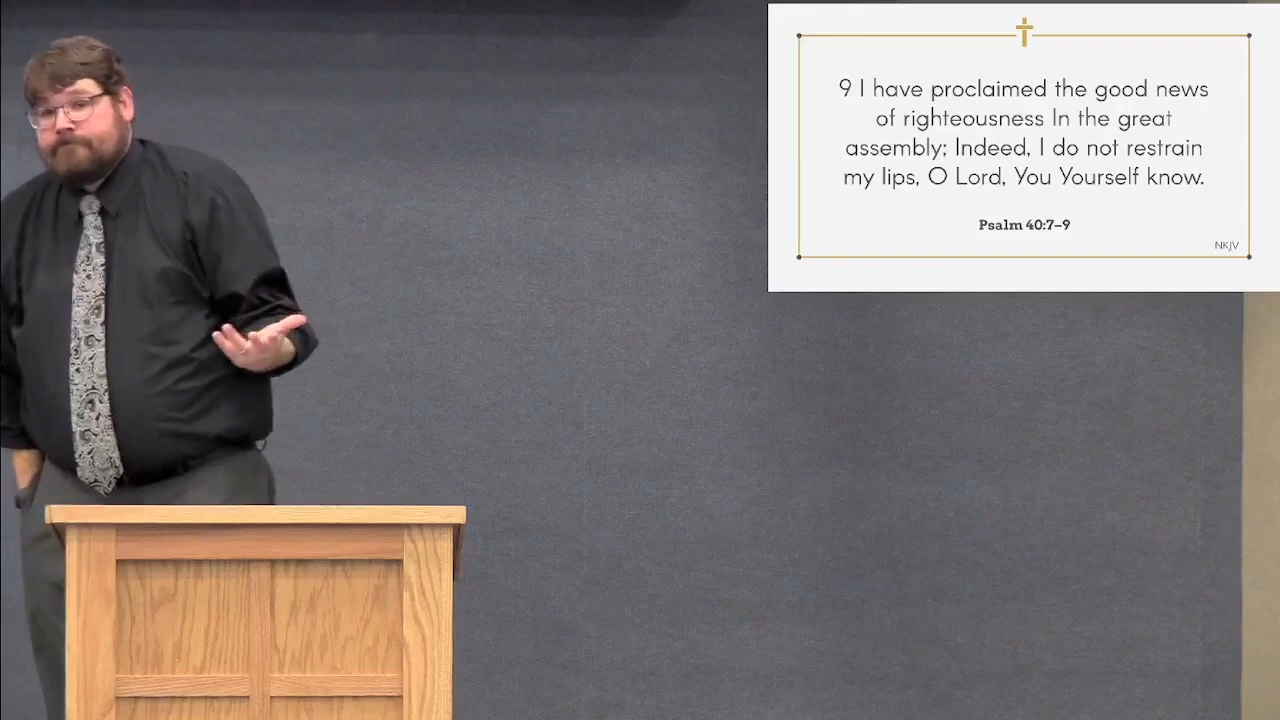 9 I have proclaimed the good news
of righteousness In the great
assembly; Indeed, I do not restrain
my lips, O Lord, You Yourself know.
Psalm 40:7–9
NKJV